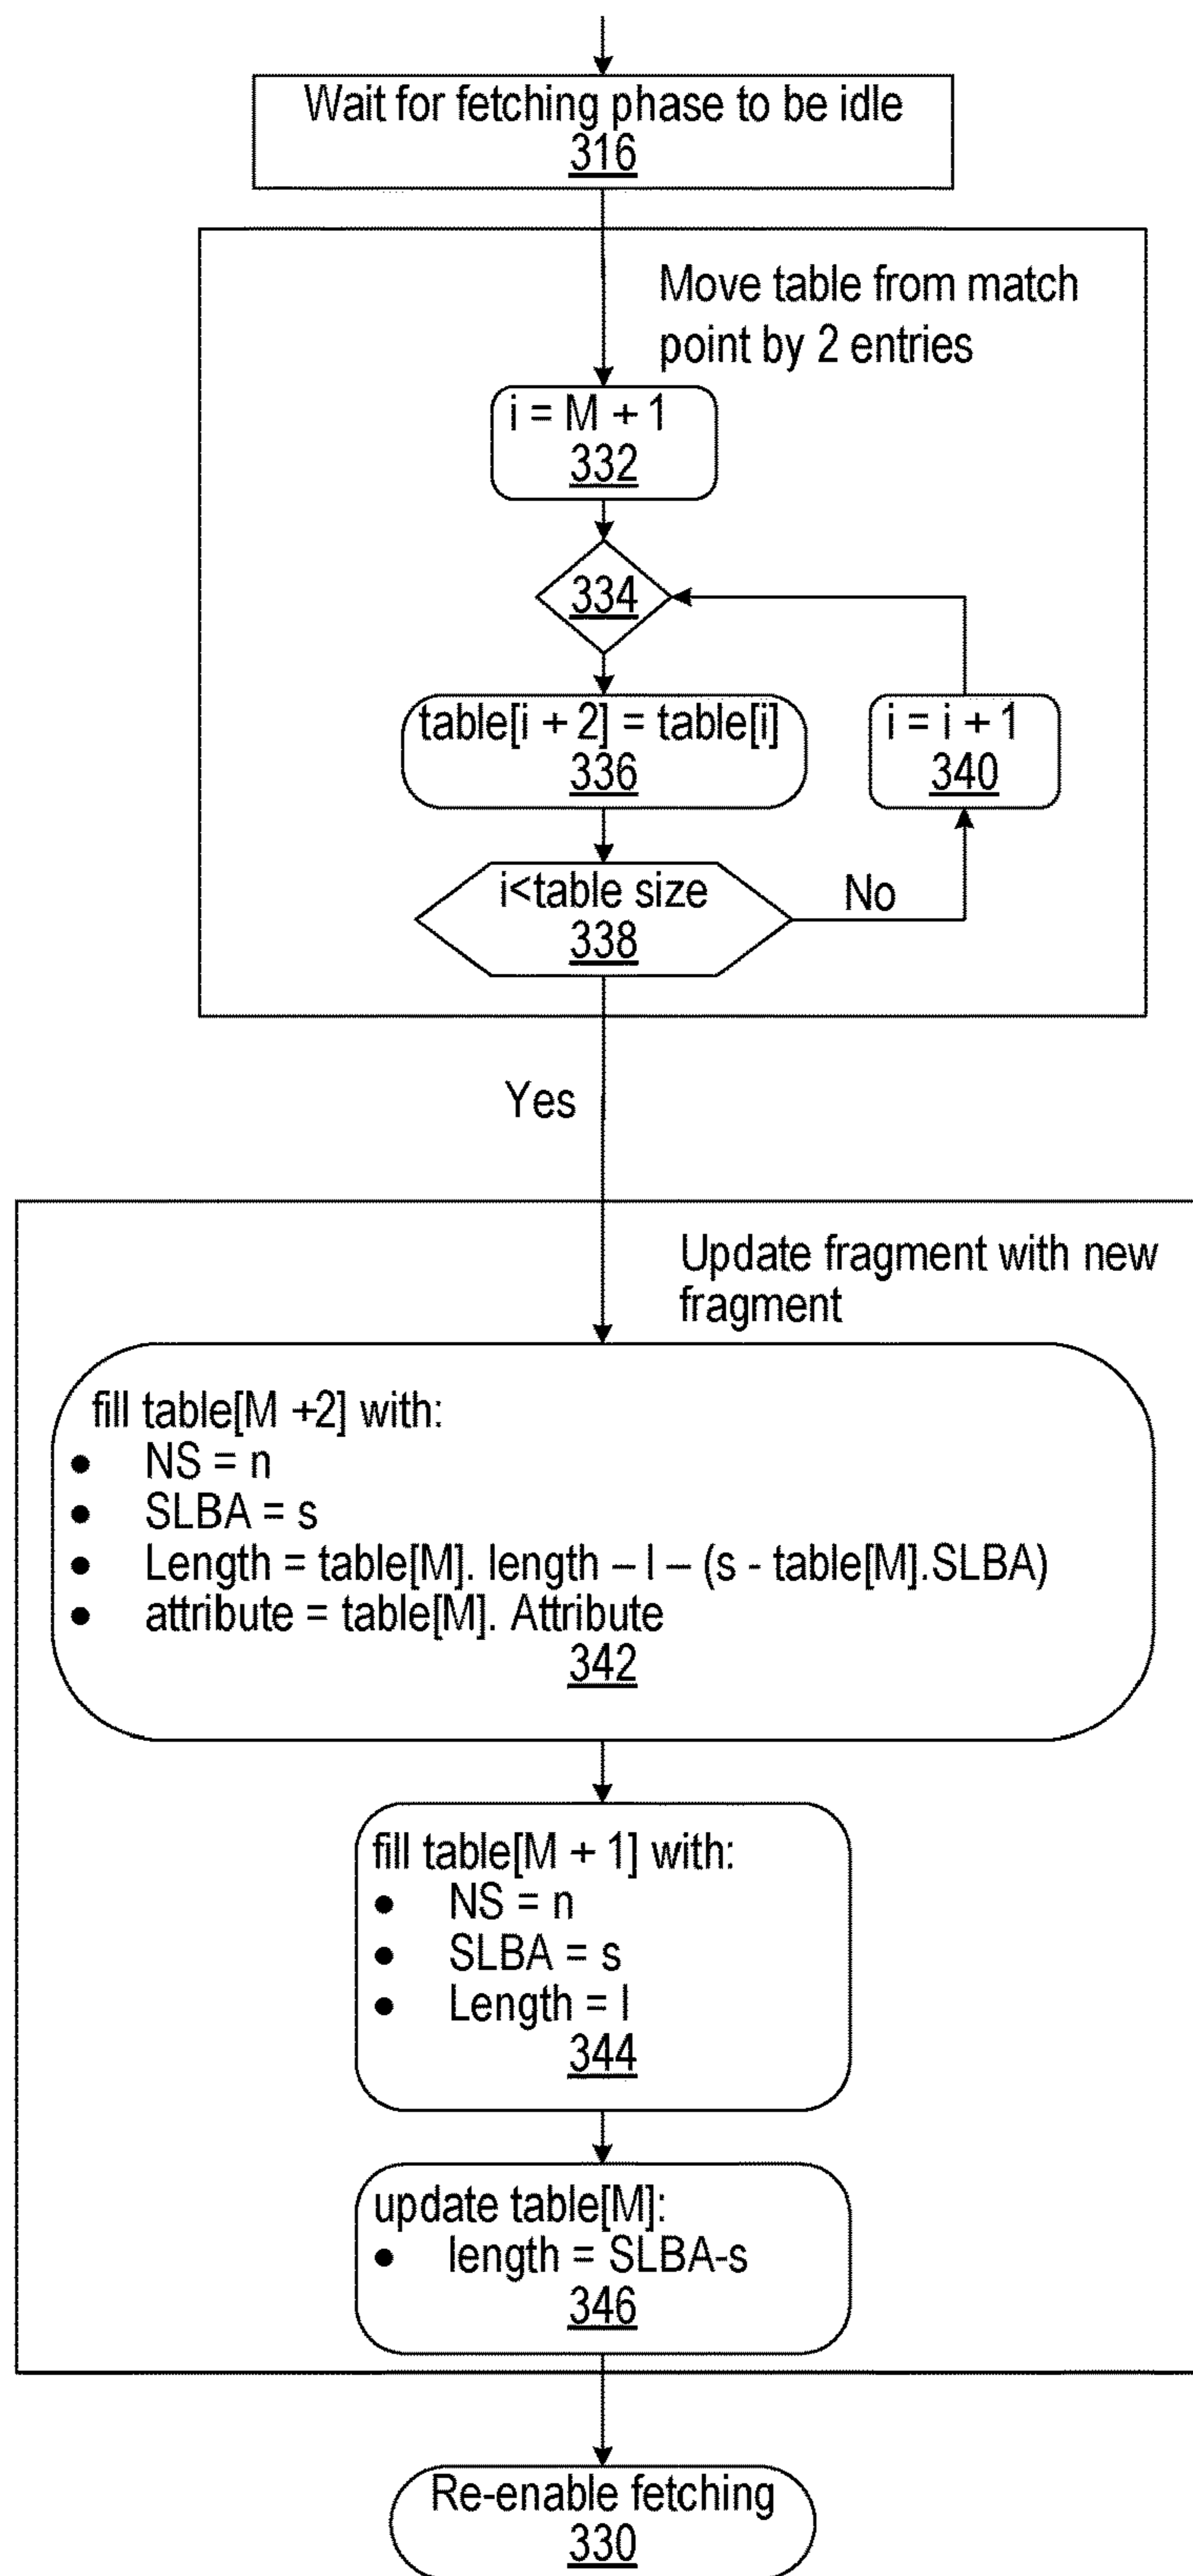 Wait for fetching phase to be idle
316
Move table from match
point by 2 entries
i = M + 1
332
334
table[i + 2] = table[i]
336
i = i + 1
340
i<table size
338
No
Yes
Update fragment with new
fragment
fill table[M +2] with:
● NS = n
● SLBA = s
● Length = table[M]. length – l – (s - table[M].SLBA)
● attribute = table[M]. Attribute
342
fill table[M + 1] with:
● NS = n
● SLBA = s
● Length = l
344
update table[M]:
● length = SLBA-s
346
Re-enable fetching
330